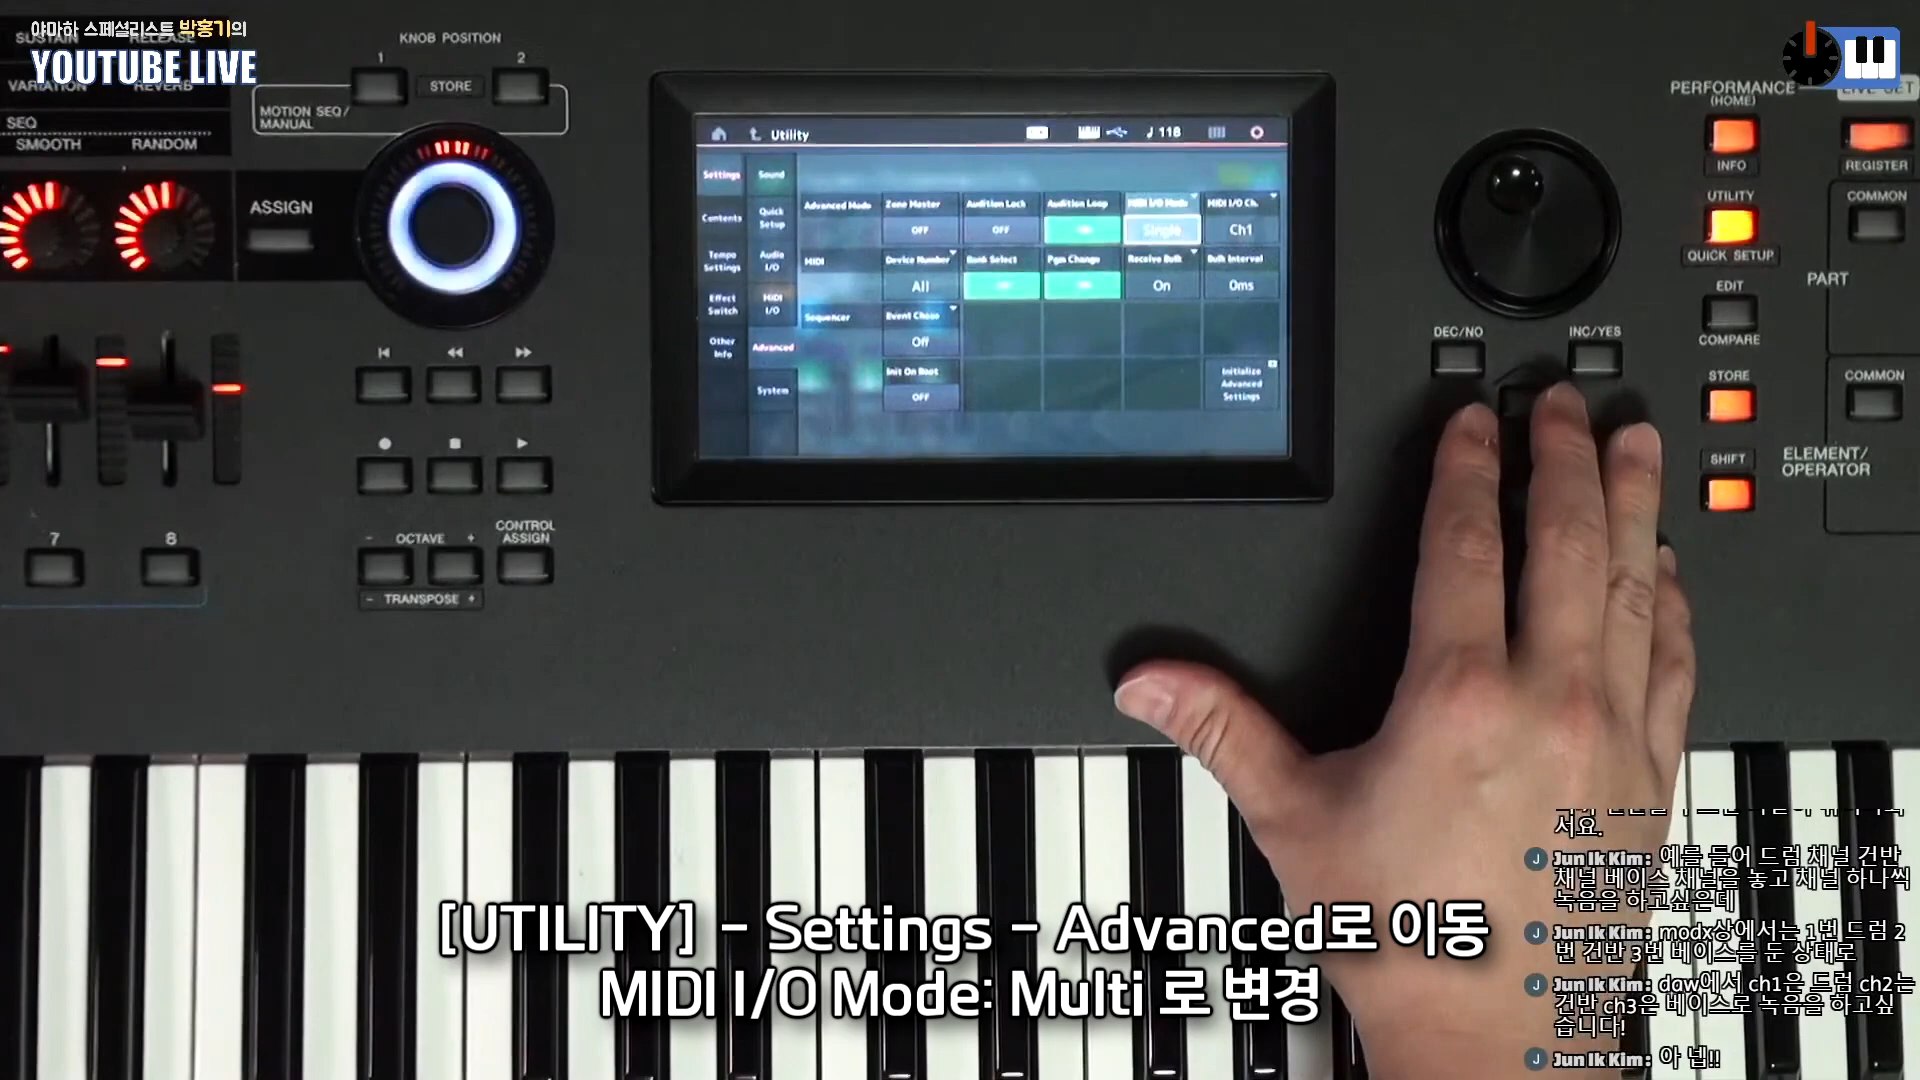 야마하 스페셜리스트 박홍기의
YOUTUBE LIVE
SUSTAIN RELEASE
VARIATION REVERB
SEQ
SMOOTH RANDOM
KNOB POSITION
1 2
STORE
MOTION SEQ/
MANUAL
ASSIGN
7 8
- OCTAVE +
- TRANSPOSE +
CONTROL
ASSIGN
Utility
118
Settings
Contents
Tempo
Settings
Effect
Switch
Other
Info
Sound
Quick
Setup
Audio
I/O
MIDI
I/O
Advanced
System
Advanced Mode
Zone Master
OFF
Audition Lock
OFF
Audition Loop
MIDI I/O Mode
Single
MIDI I/O Ch.
Ch1
MIDI
Device Number
All
Bank Select
Pgm Change
Receive Bulk
On
Bulk Interval
0ms
Sequencer
Event Chase
Off
Init On Boot
OFF
Initialize
Advanced
Settings
DEC/NO
INC/YES
PERFORMANCE
(HOME)
INFO
UTILITY
QUICK SETUP
EDIT
COMPARE
STORE
SHIFT
LIVE SET
REGISTER
COMMON
PART
COMMON
ELEMENT/
OPERATOR
[UTILITY] - Settings - Advanced로 이동
MIDI I/O Mode: Multi 로 변경
서요.
J Jun Ik Kim: 예를 들어 드럼 채널 건반
채널 베이스 채널을 놓고 채널 하나씩
녹음을 하고싶은데
J Jun Ik Kim: modx상에서는 1번 드럼 2
번 건반 3번 베이스를 둔 상태로
J Jun Ik Kim: daw에서 ch1은 드럼 ch2는
건반 ch3은 베이스로 녹음을 하고싶
습니다!
J Jun Ik Kim: 아 넵!!